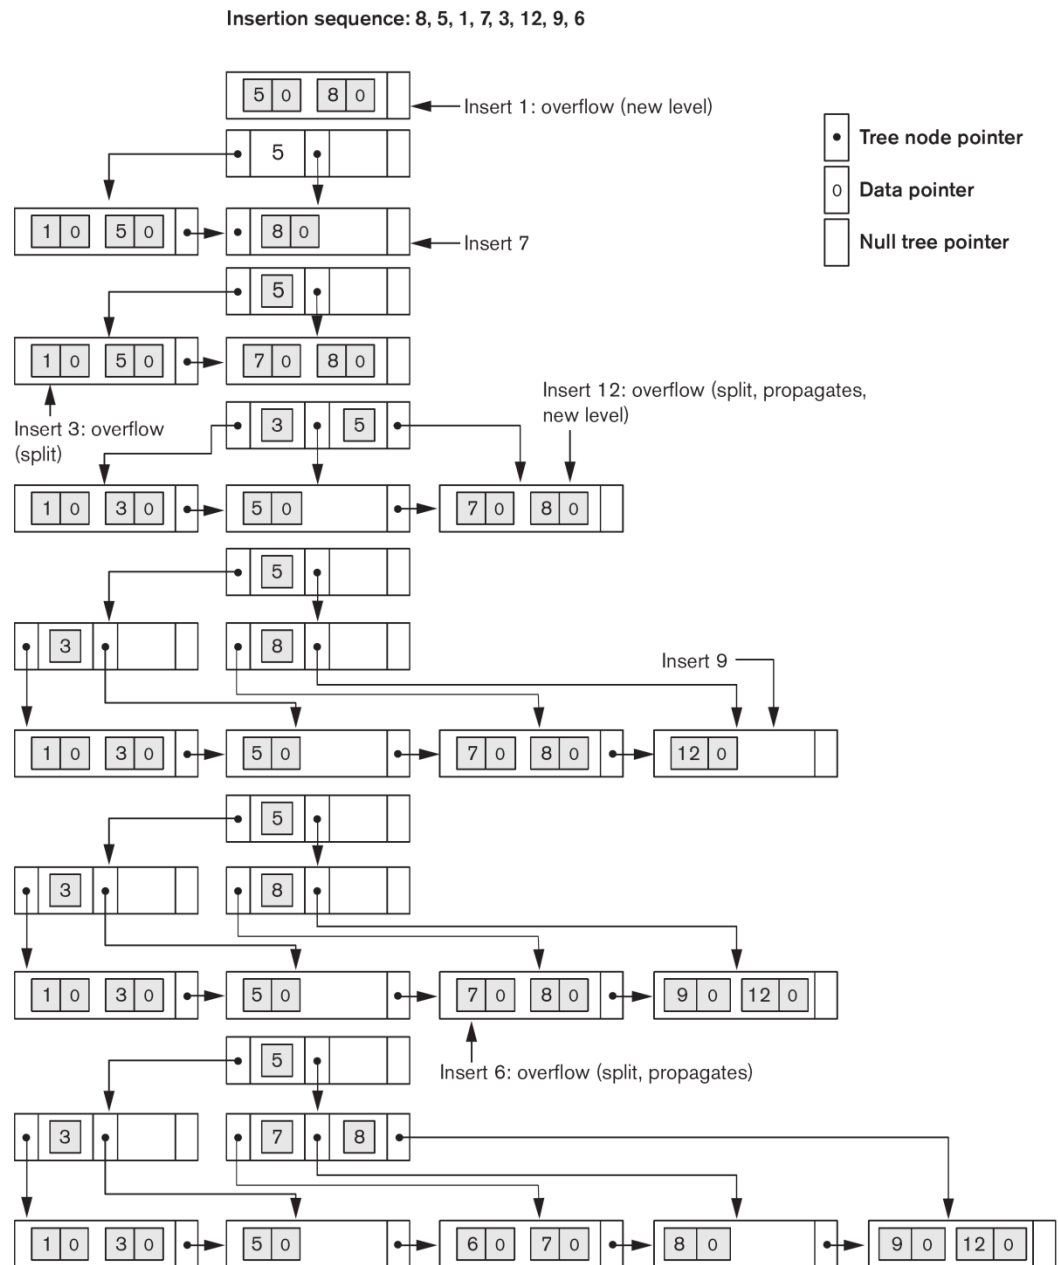 Insertion sequence: 8, 5, 1, 7, 3, 12, 9, 6
5 0 8 0
Insert 1: overflow (new level)
Tree node pointer
5
0 Data pointer
1 0 5 0 8 0
Insert 7
Null tree pointer
5
1 0 5 0 7 0 8 0
Insert 12: overflow (split, propagates,
new level)
Insert 3: overflow
(split)
3 5
1 0 3 0 5 0 7 0 8 0
5
3 8
Insert 9
1 0 3 0 5 0 7 0 8 0 12 0
5
3 8
1 0 3 0 5 0 7 0 8 0 9 0 12 0
5
Insert 6: overflow (split, propagates)
3 7 8
1 0 3 0 5 0 6 0 7 0 8 0 9 0 12 0